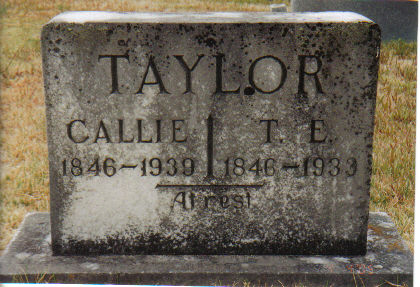 TAYLOR
CALLIE T. E.
1846-1939 1846-1933
At rest